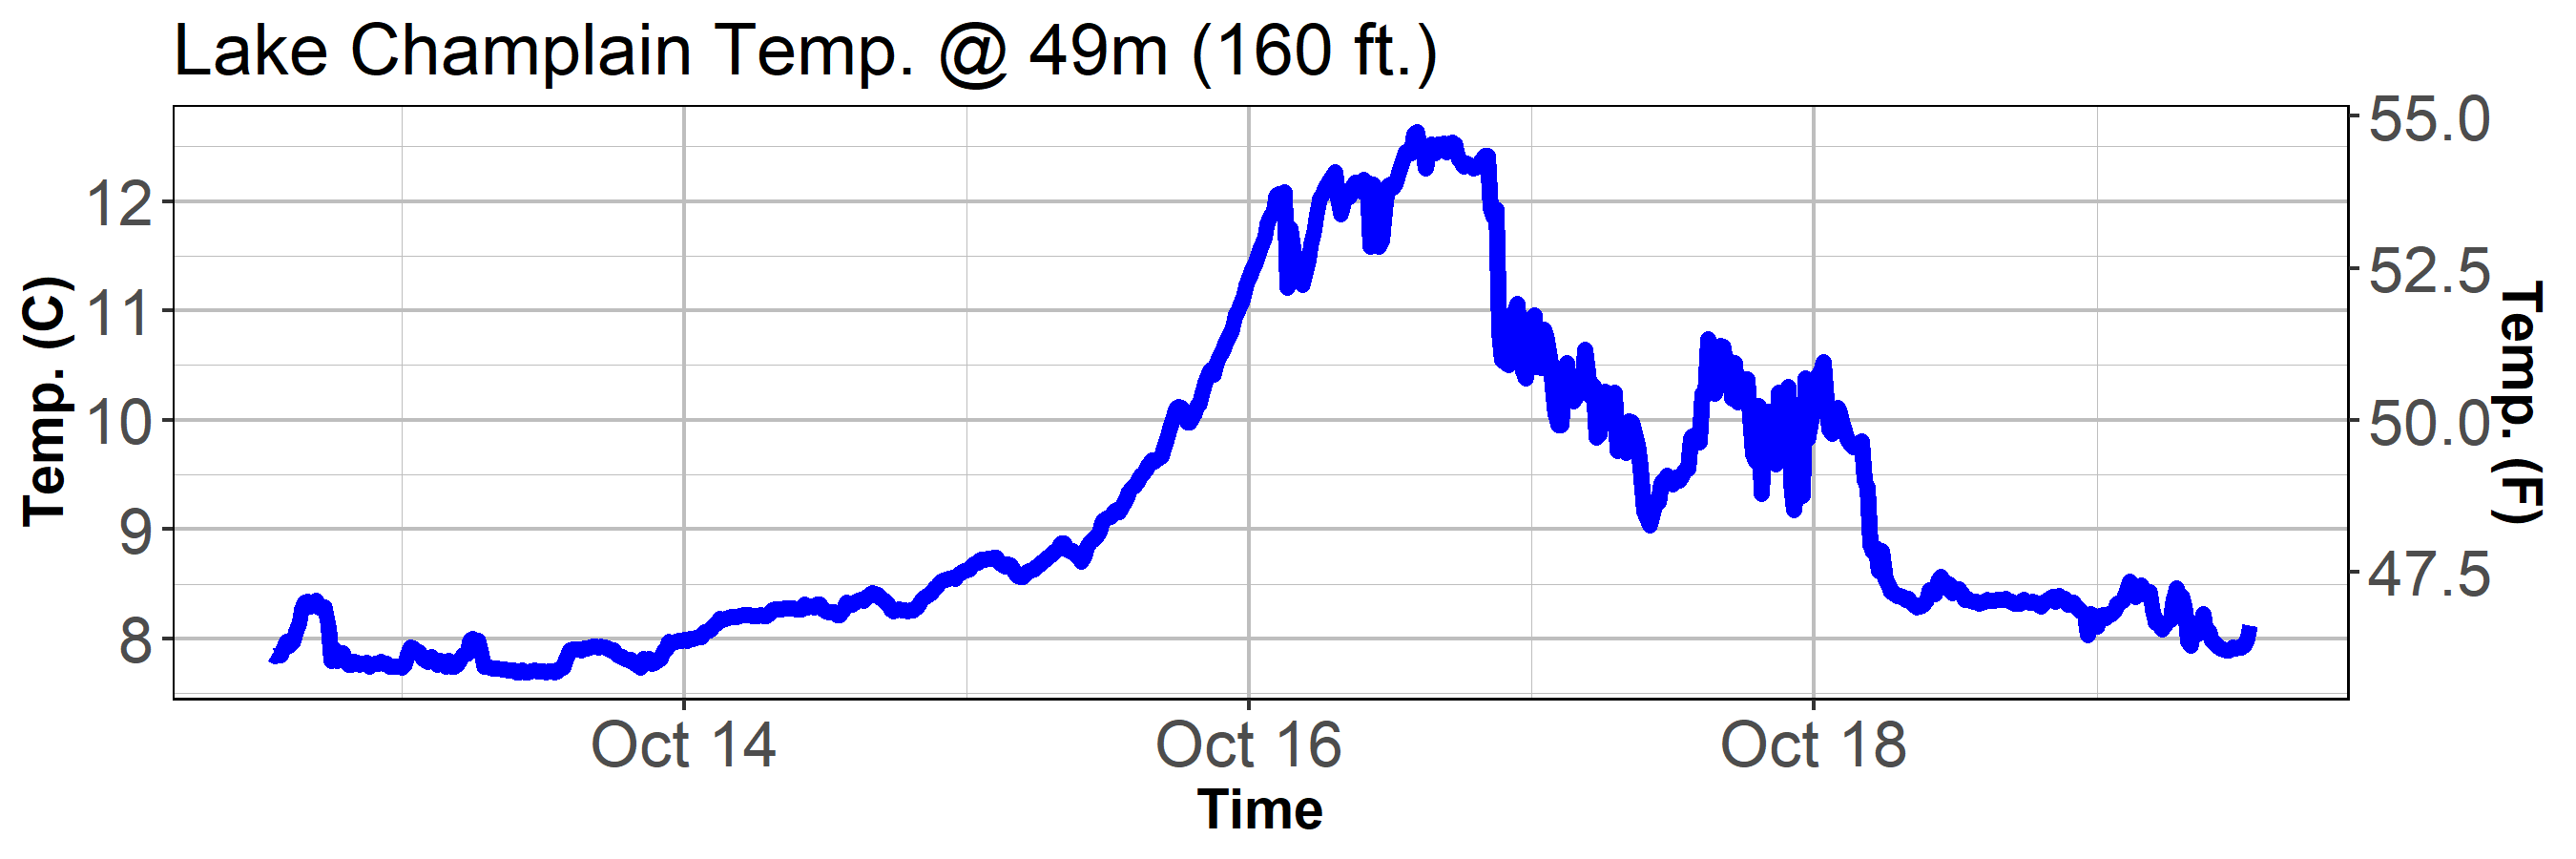 Lake Champlain Temp. @ 49m (160 ft.)
Temp. (C)
12
11
10
9
8
55.0
52.5
50.0
47.5
Temp. (F)
Oct 14
Oct 16
Oct 18
Time